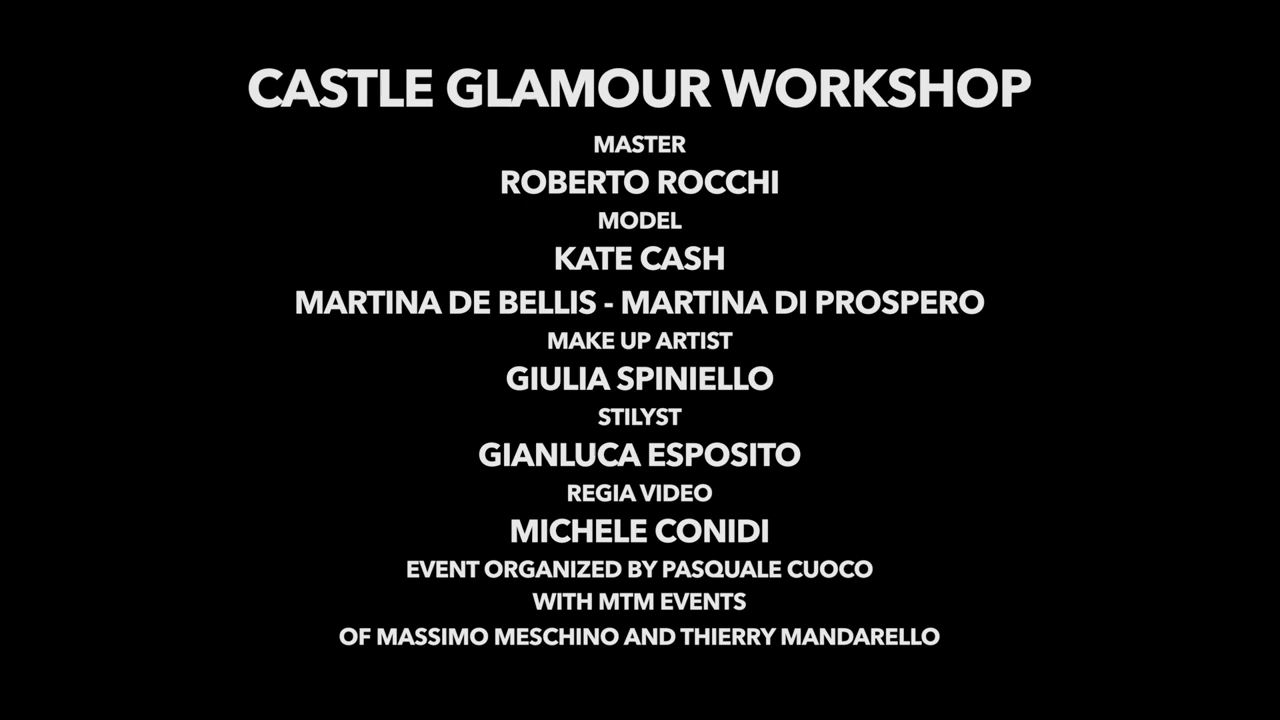 CASTLE GLAMOUR WORKSHOP
MASTER
ROBERTO ROCCHI
MODEL
KATE CASH
MARTINA DE BELLIS - MARTINA DI PROSPERO
MAKE UP ARTIST
GIULIA SPINIELLO
STILYST
GIANLUCA ESPOSITO
REGIA VIDEO
MICHELE CONIDI
EVENT ORGANIZED BY PASQUALE CUOCO
WITH MTM EVENTS
OF MASSIMO MESCHINO AND THIERRY MANDARELLO